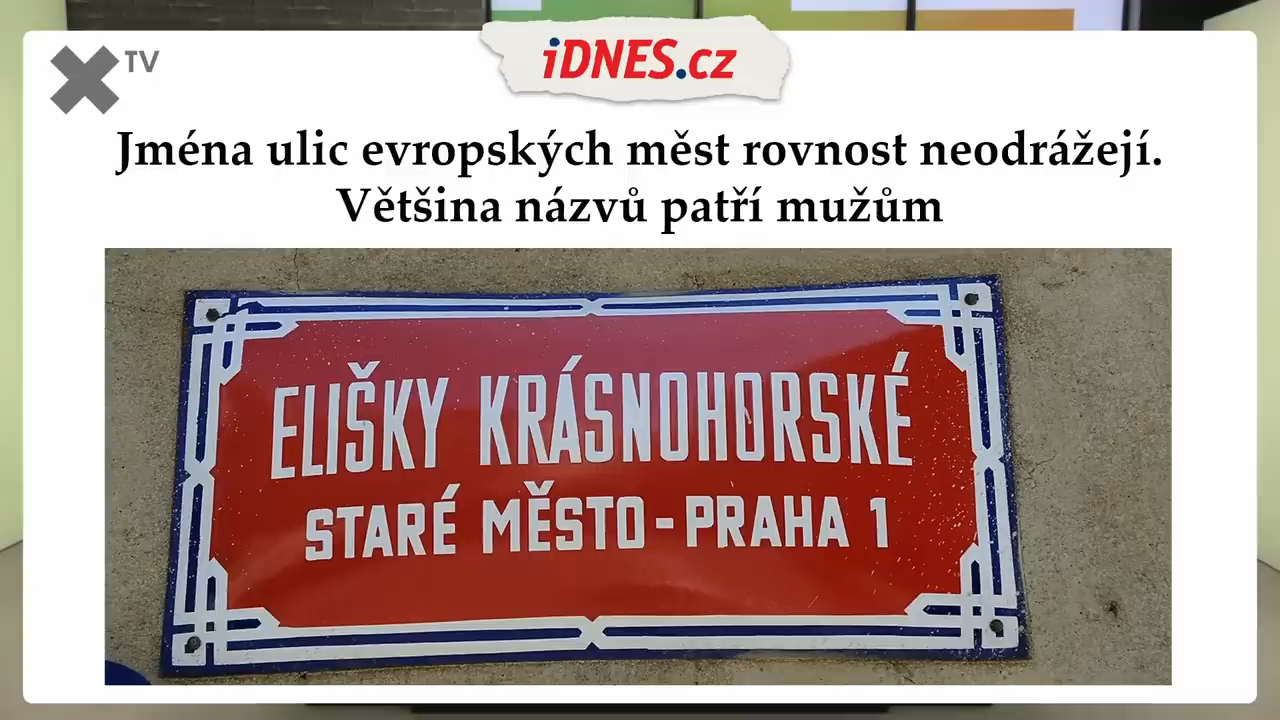 TV
iDNES.cz
Jména ulic evropských měst rovnost neodrážejí.
Většina názvů patří mužům
ELIŠKY KRÁSNOHORSKÉ
STARÉ MĚSTO - PRAHA 1